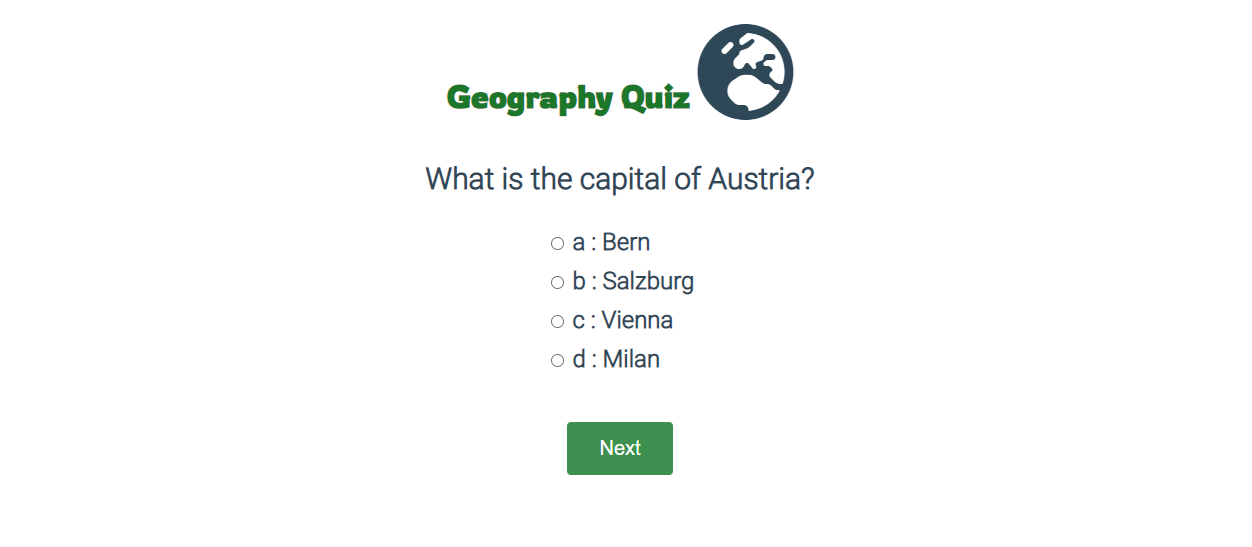 Geography Quiz
What is the capital of Austria?
a : Bern
b : Salzburg
c : Vienna
d : Milan
Next